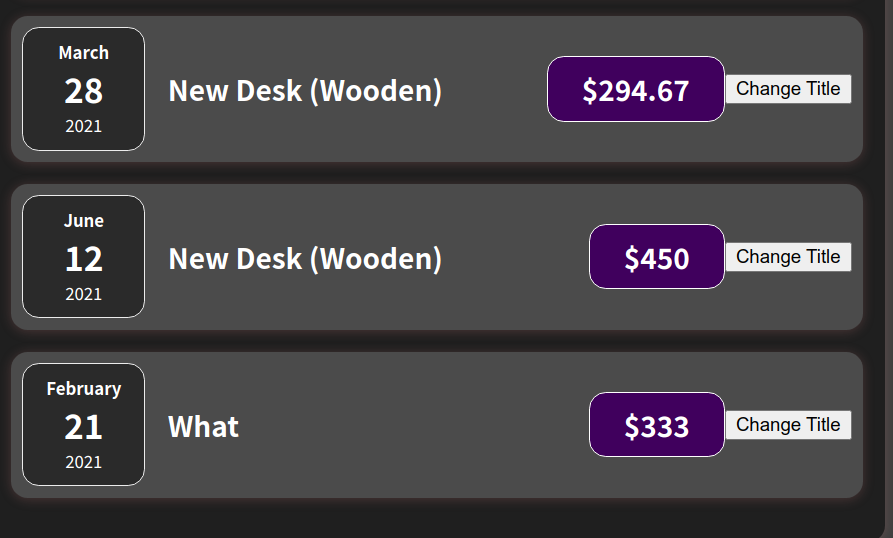 March
28
2021
New Desk (Wooden)
$294.67
Change Title
June
12
2021
New Desk (Wooden)
$450
Change Title
February
21
2021
What
$333
Change Title